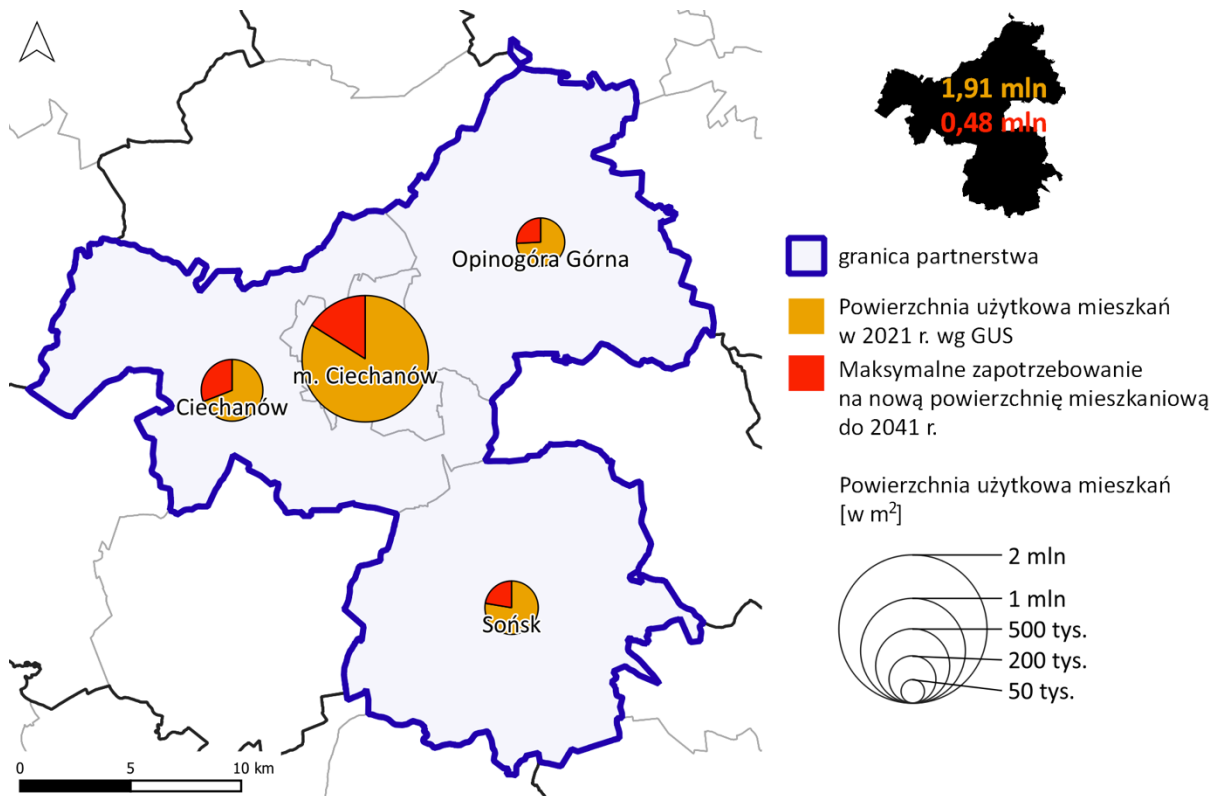 1,91 mln
0,48 mln
Opinogóra Górna
m. Ciechanów
Ciechanów
Sońsk
0 5 10 km
granica partnerstwa
Powierzchnia użytkowa mieszkań
w 2021 r. wg GUS
Maksymalne zapotrzebowanie
na nową powierzchnię mieszkaniową
do 2041 r.
Powierzchnia użytkowa mieszkań
[w m²]
2 mln
1 mln
500 tys.
200 tys.
50 tys.